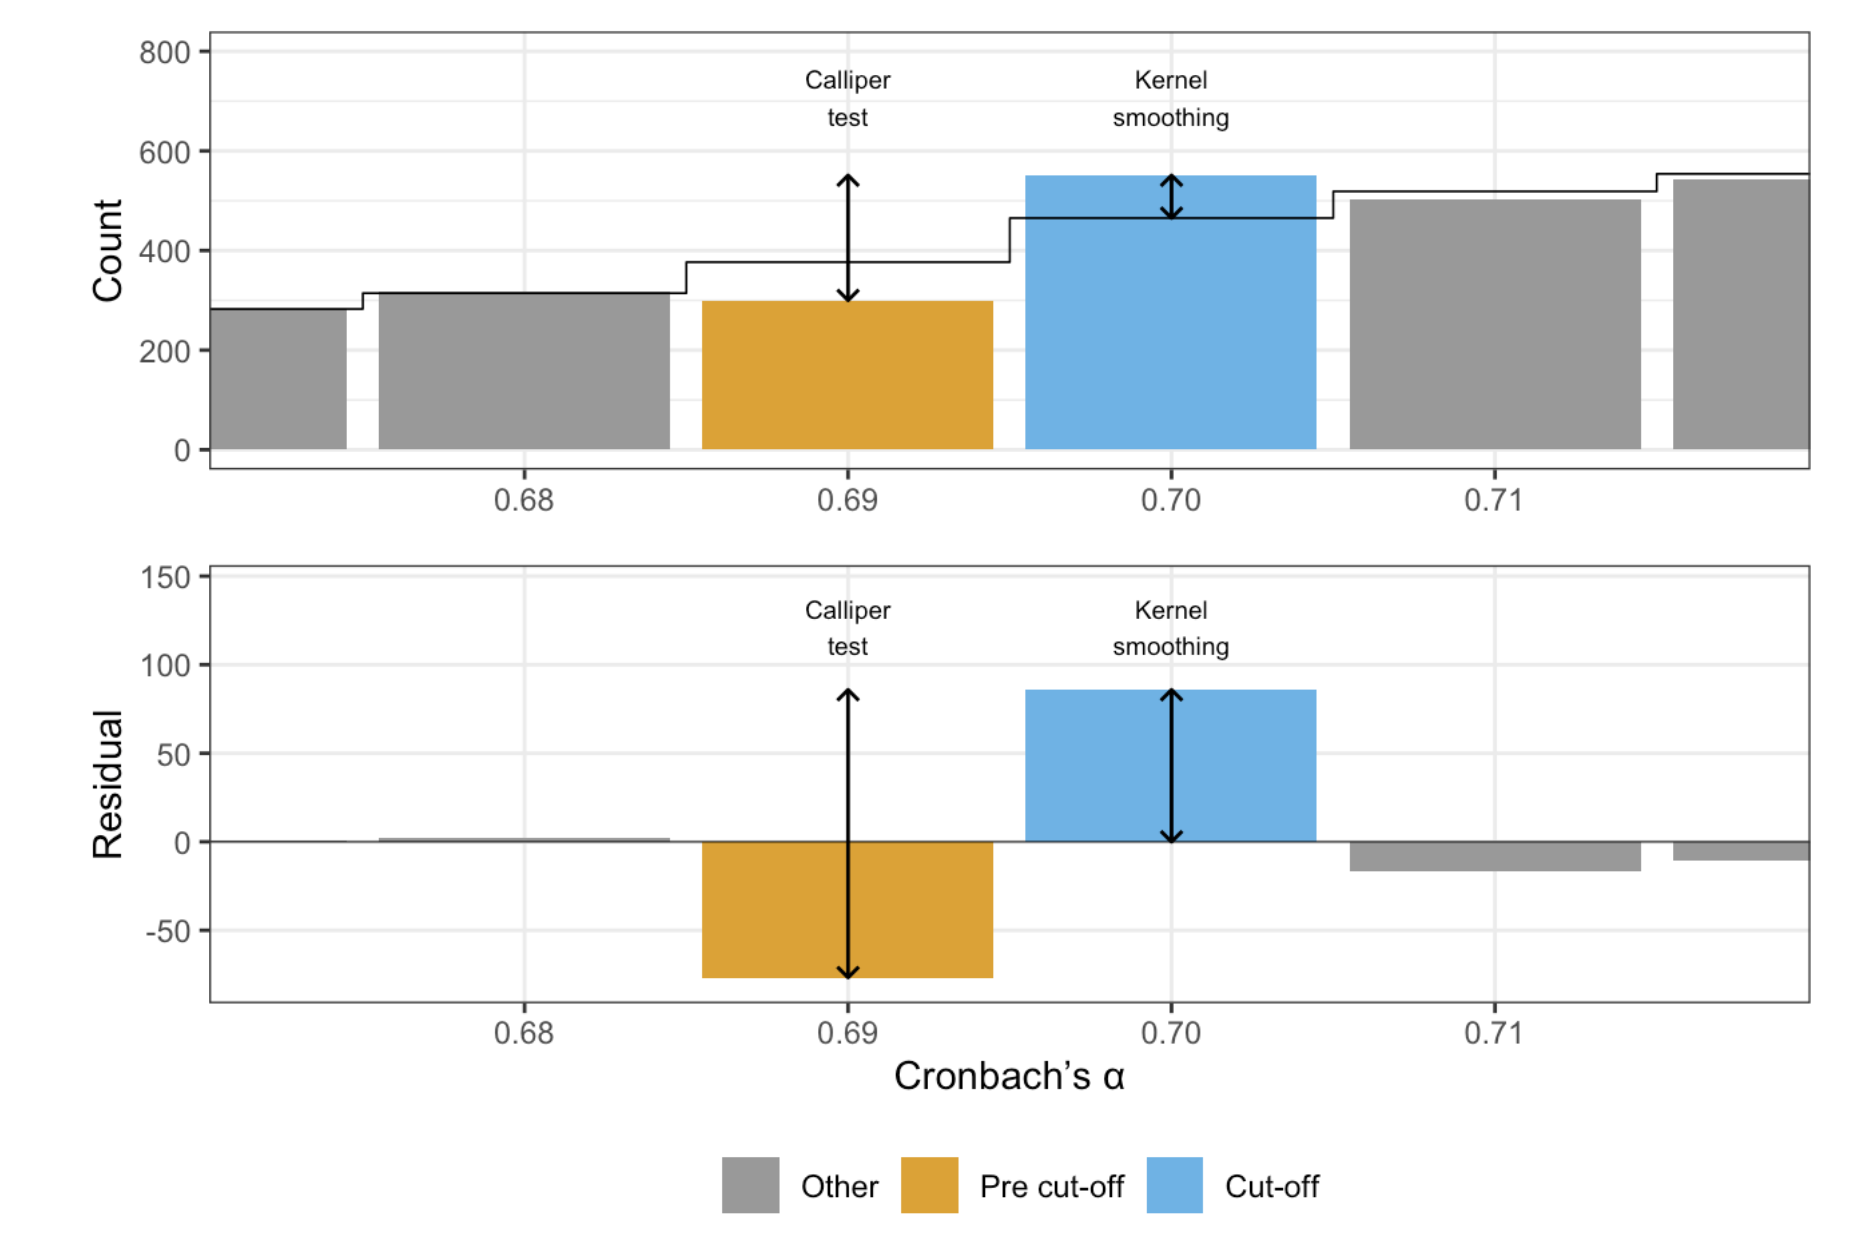 800
600
400
200
0
Count
Calliper
test
Kernel
smoothing
0.68 0.69 0.70 0.71
150
100
50
0
-50
Residual
Calliper
test
Kernel
smoothing
0.68 0.69 0.70 0.71
Cronbach’s α
Other Pre cut-off Cut-off